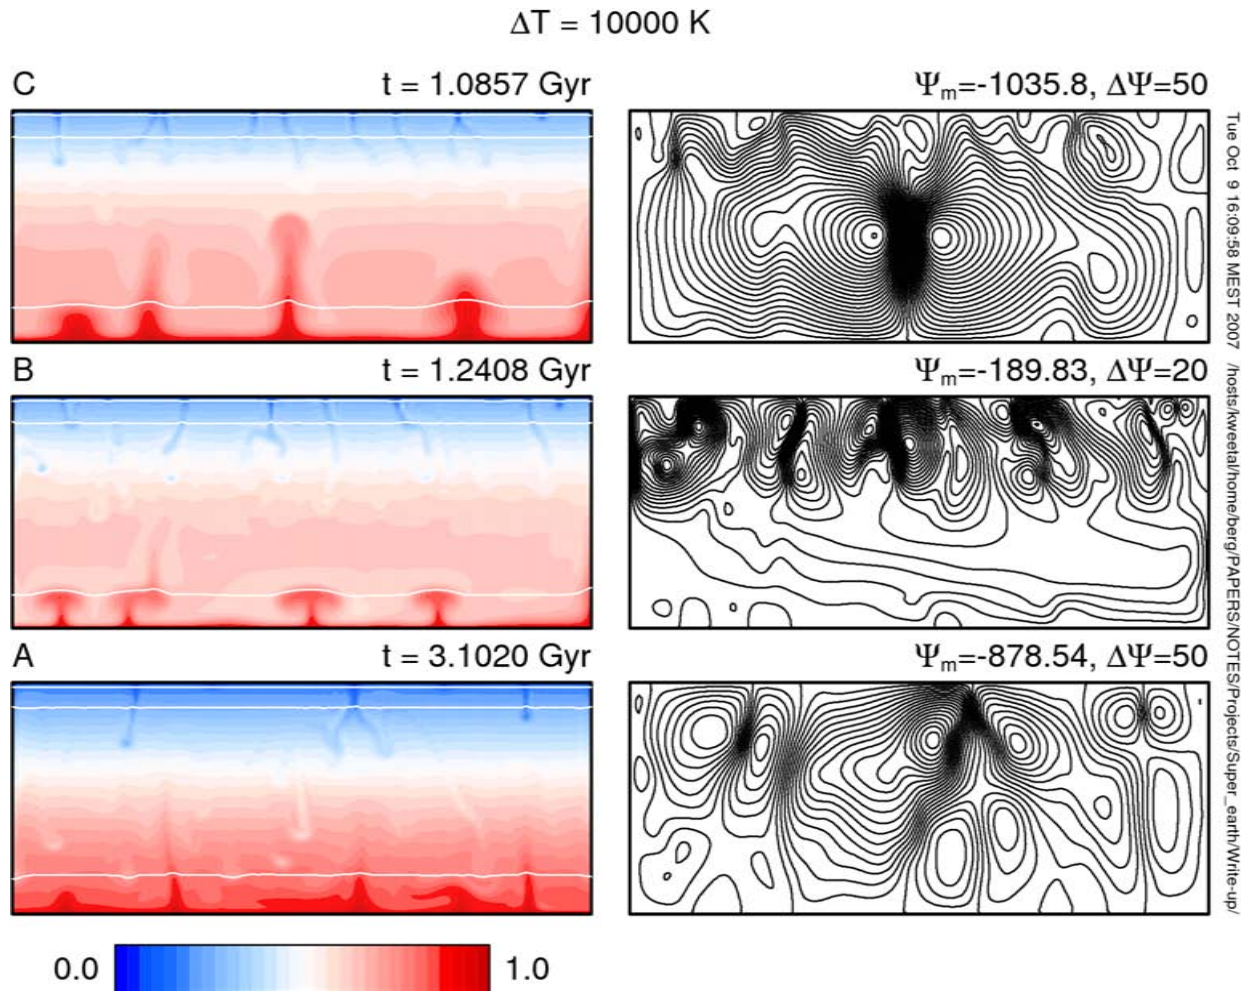 ΔT = 10000 K
C
t = 1.0857 Gyr
Ψm=-1035.8, ΔΨ=50
B
t = 1.2408 Gyr
Ψm=-189.83, ΔΨ=20
A
t = 3.1020 Gyr
Ψm=-878.54, ΔΨ=50
0.0
1.0
Tue Oct 9 16:09:58 MEST 2007 /hosts/kweetal/home/berg/PAPERS/NOTES/Projects/Super_earth/Write-up/